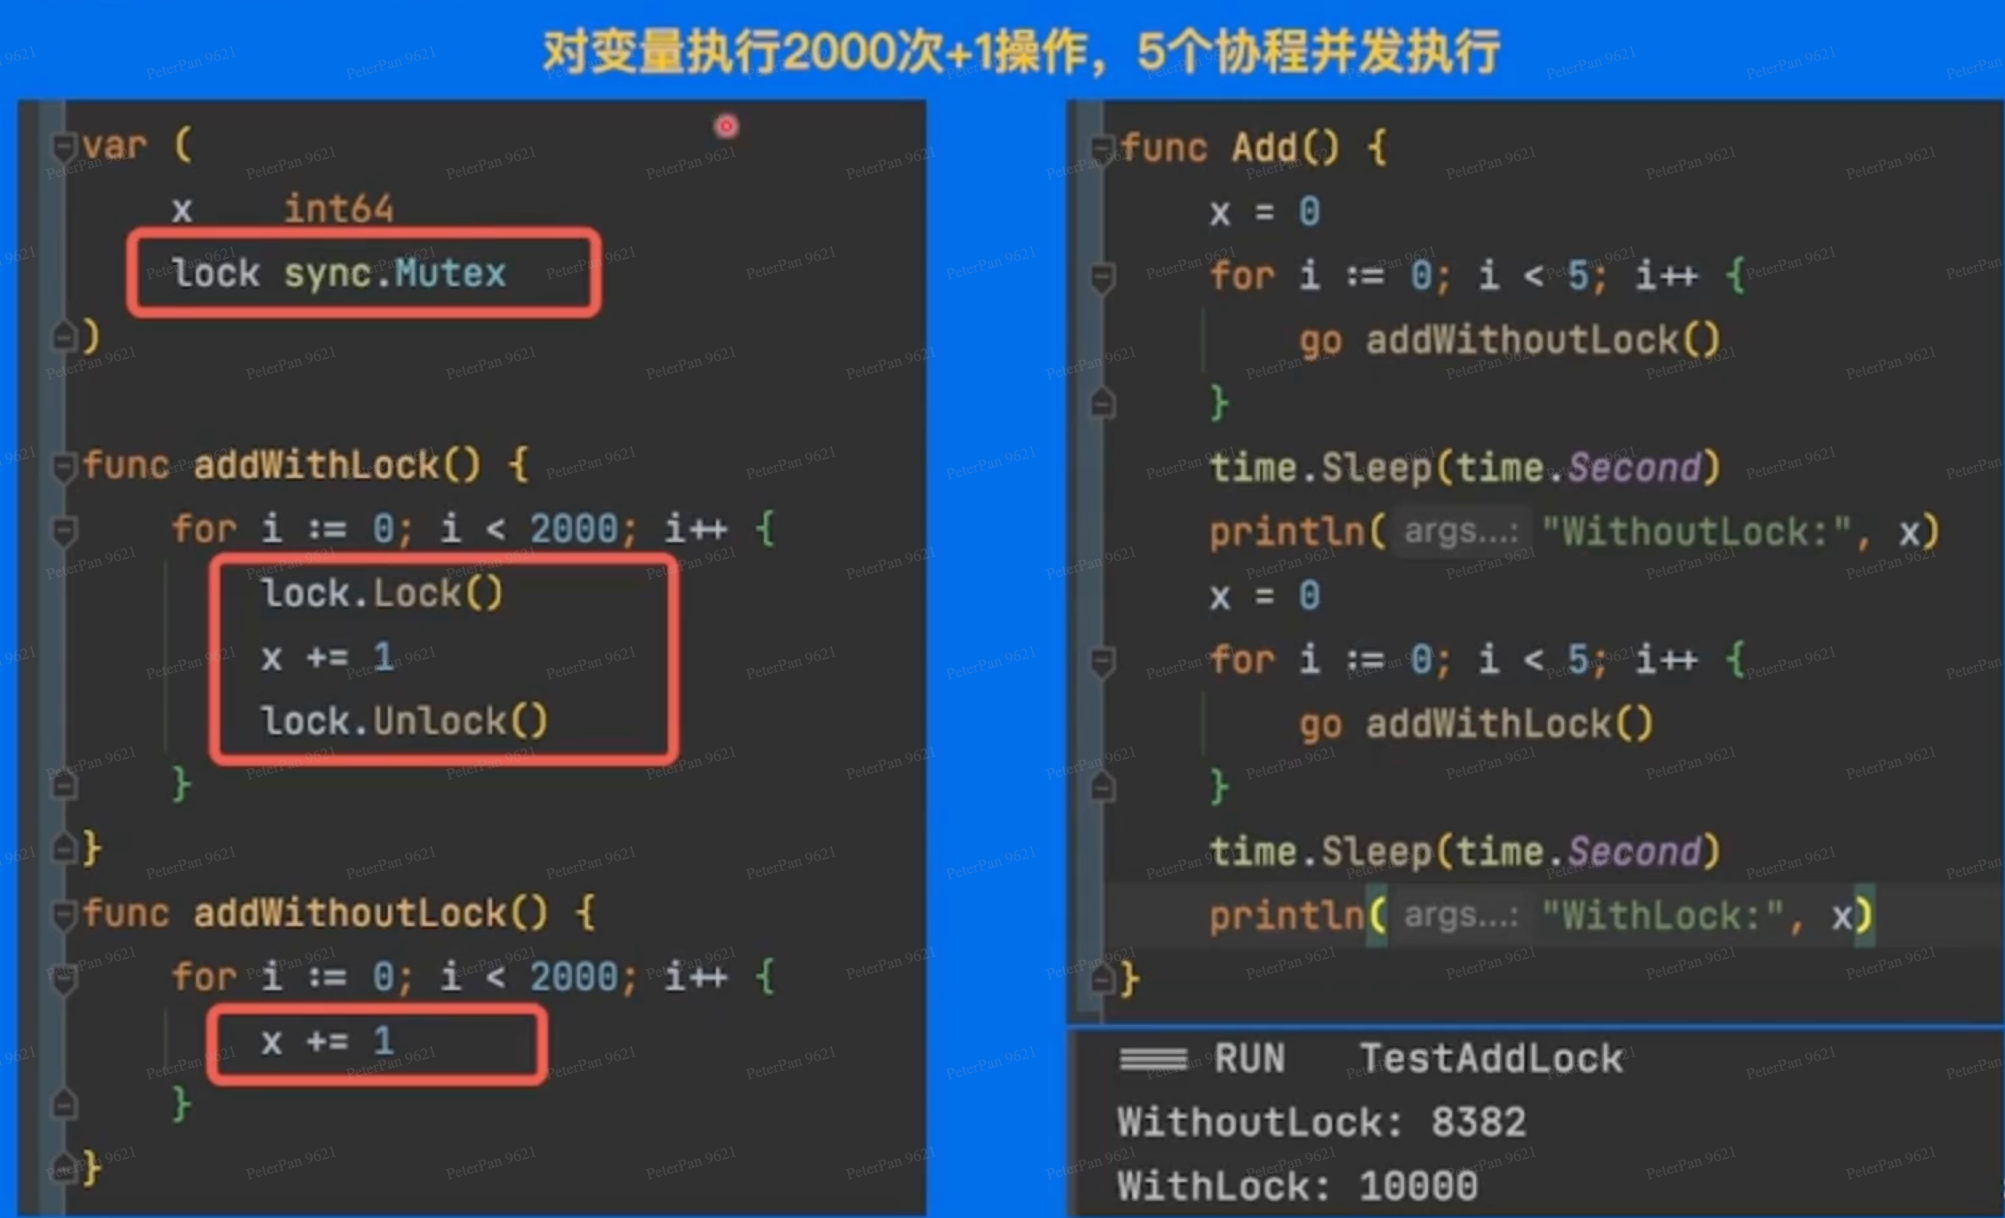 对变量执行2000次+1操作，5个协程并发执行
var (
x int64
lock sync.Mutex
)
func addWithLock() {
for i := 0; i < 2000; i++ {
lock.Lock()
x += 1
lock.Unlock()
}
}
func addWithoutLock() {
for i := 0; i < 2000; i++ {
x += 1
}
}
func Add() {
x = 0
for i := 0; i < 5; i++ {
go addWithoutLock()
}
time.Sleep(time.Second)
println( args...: "WithoutLock:", x)
x = 0
for i := 0; i < 5; i++ {
go addWithLock()
}
time.Sleep(time.Second)
println( args...: "WithLock:", x)
}
=== RUN TestAddLock
WithoutLock: 8382
WithLock: 10000
PeterPan 9621